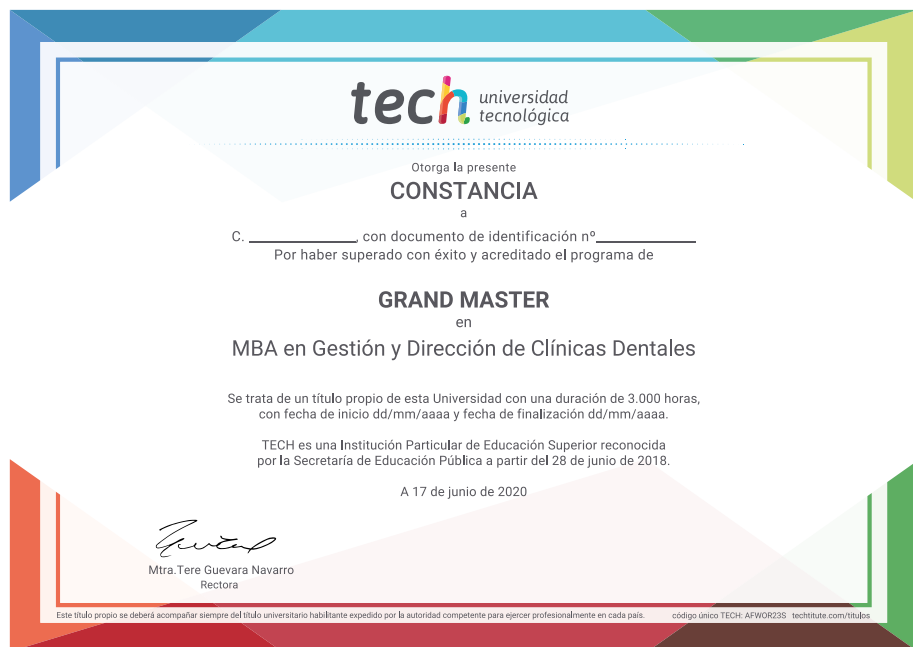 tech universidad
tecnológica
Otorga la presente
CONSTANCIA
a
C. ____________, con documento de identificación nº____________
Por haber superado con éxito y acreditado el programa de
GRAND MASTER
en
MBA en Gestión y Dirección de Clínicas Dentales
Se trata de un título propio de esta Universidad con una duración de 3.000 horas,
con fecha de inicio dd/mm/aaaa y fecha de finalización dd/mm/aaaa.
TECH es una Institución Particular de Educación Superior reconocida
por la Secretaría de Educación Pública a partir del 28 de junio de 2018.
A 17 de junio de 2020
Mtra.Tere Guevara Navarro
Rectora
Este título propio se deberá acompañar siempre del título universitario habilitante expedido por la autoridad competente para ejercer profesionalmente en cada país. código único TECH: AFWOR23S techtitute.com/titulos